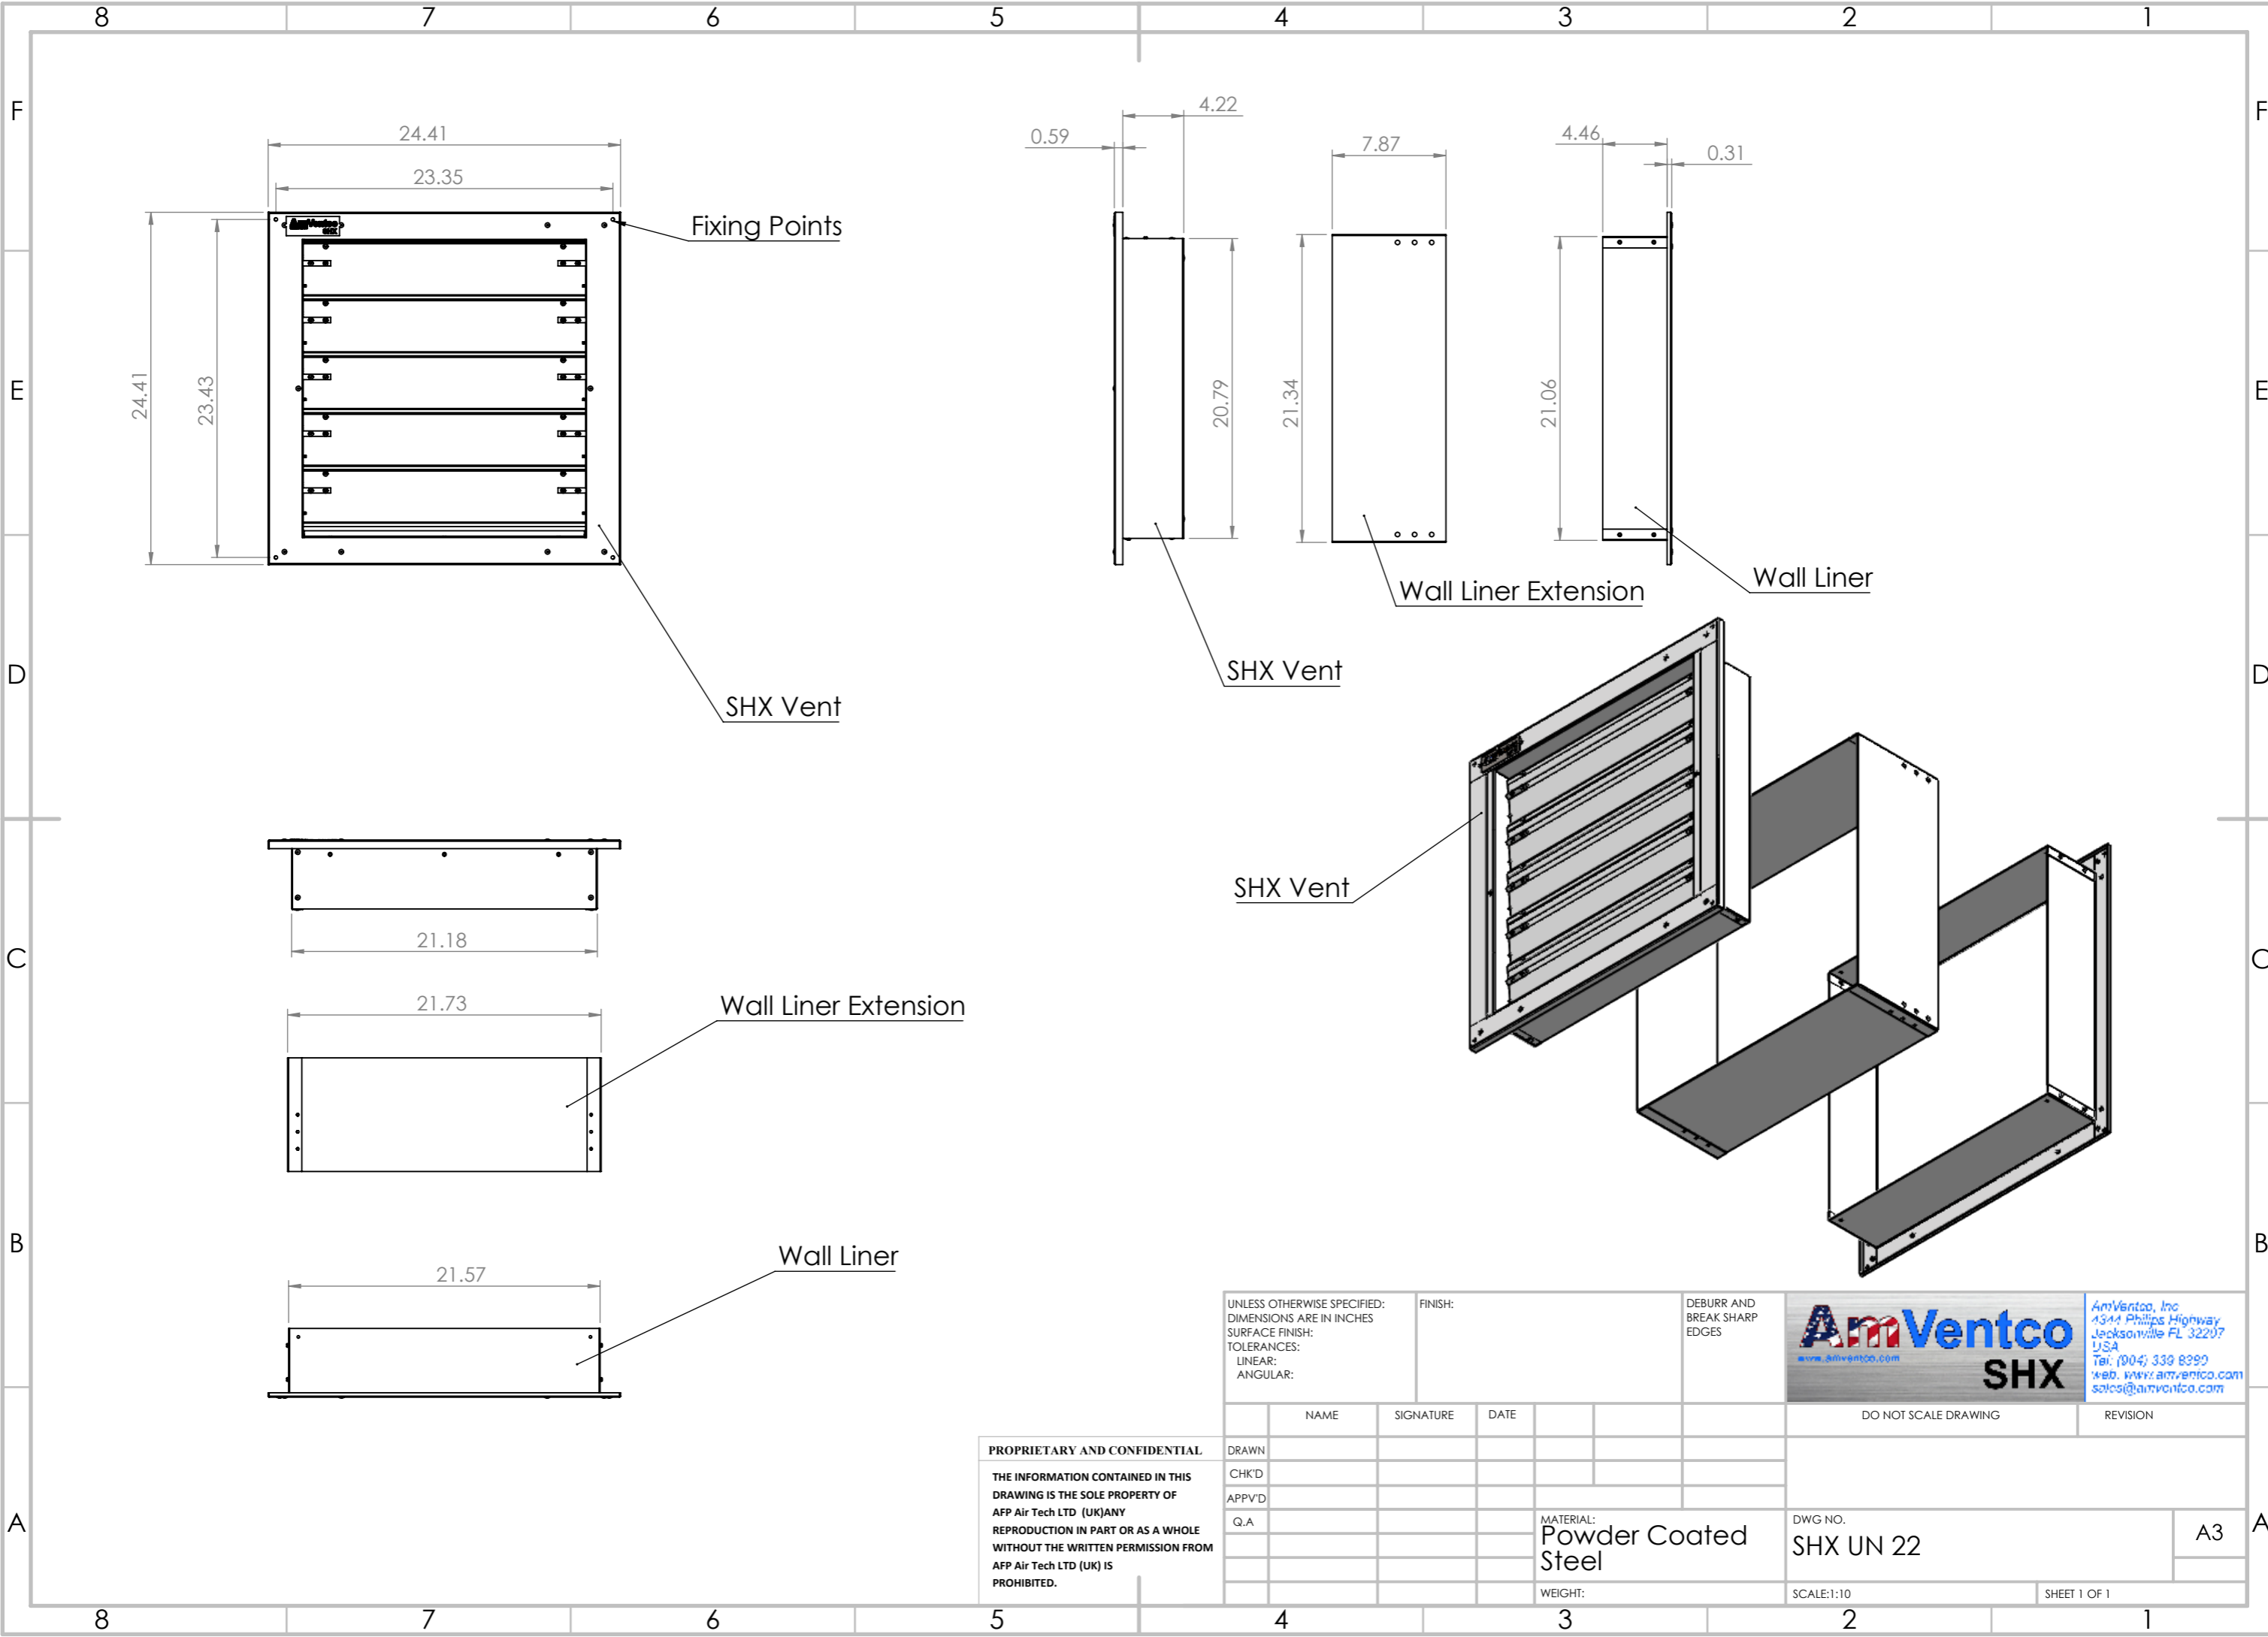 8 7 6 5 4 3 2 1
F F
E E
D D
C C
B B
A A
24.41
23.35
24.41
23.43
Fixing Points
SHX Vent
0.59
4.22
7.87
4.46
0.31
20.79
21.34
21.06
SHX Vent
Wall Liner Extension
Wall Liner
21.18
21.73
Wall Liner Extension
21.57
Wall Liner
SHX Vent
PROPRIETARY AND CONFIDENTIAL
THE INFORMATION CONTAINED IN THIS
DRAWING IS THE SOLE PROPERTY OF
AFP Air Tech LTD (UK)ANY
REPRODUCTION IN PART OR AS A WHOLE
WITHOUT THE WRITTEN PERMISSION FROM
AFP Air Tech LTD (UK) IS
PROHIBITED.
UNLESS OTHERWISE SPECIFIED:
DIMENSIONS ARE IN INCHES
SURFACE FINISH:
TOLERANCES:
LINEAR:
ANGULAR:
FINISH:
DEBURR AND
BREAK SHARP
EDGES
AmVentco
www.amventco.com
SHX
AmVentco, Inc
4344 Philips Highway
Jacksonville FL 32207
USA
Tel: (904)
web. www.amventco.com
sales@amventco.com
NAME SIGNATURE DATE
DO NOT SCALE DRAWING
REVISION
DRAWN
CHK'D
APPV'D
Q.A
MATERIAL:
Powder Coated
Steel
WEIGHT:
DWG NO.
SHX UN 22
A3
SCALE:1:10
SHEET 1 OF 1
8 7 6 5 4 3 2 1